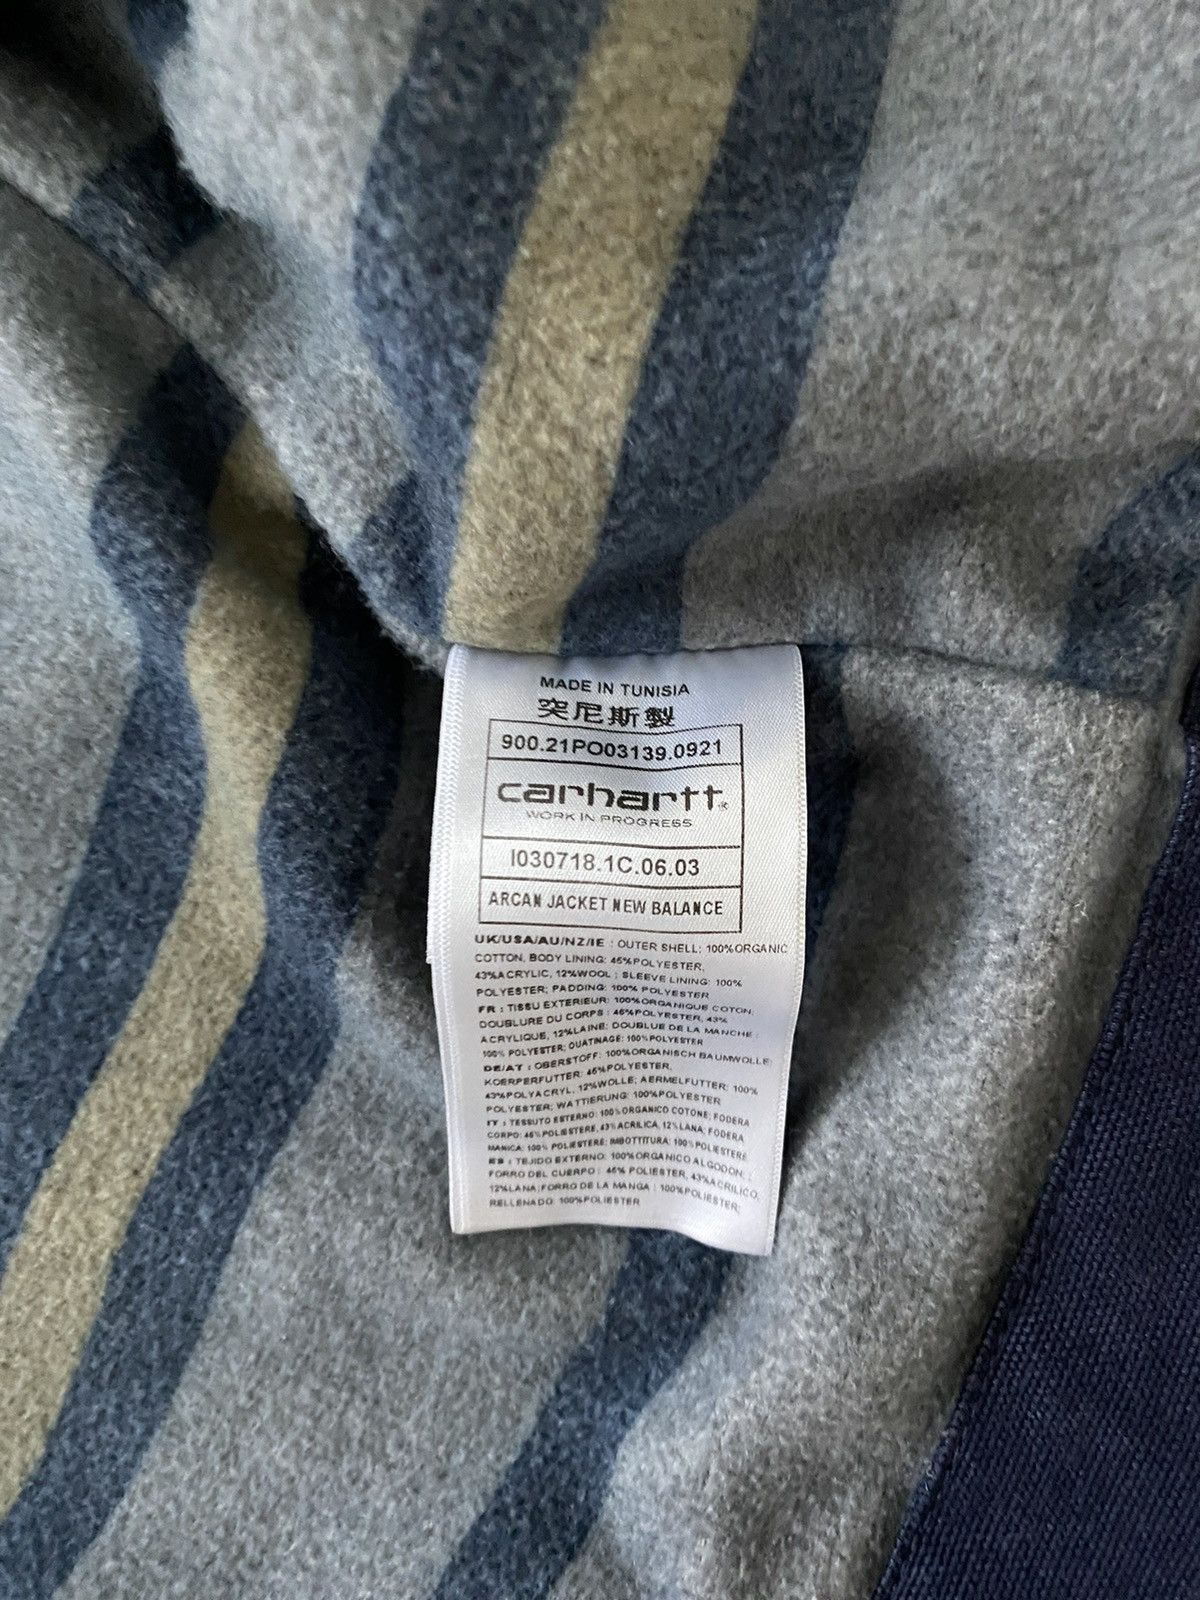 MADE IN TUNISIA
突尼斯製
900.21PO03139.0921
carhartt®
WORK IN PROGRESS
I030718.1C.06.03
ARCAN JACKET NEW BALANCE
UK/USA/AU/NZ/IE : OUTER SHELL: 100%ORGANIC
COTTON, BODY LINING: 45%POLYESTER,
43%ACRYLIC, 12%WOOL ; SLEEVE LINING: 100%
POLYESTER; PADDING: 100% POLYESTER
FR : TISSU EXTERIEUR: 100%ORGANIQUE COTON;
DOUBLURE DU CORPS : 45%POLYESTER, 43%
ACRYLIQUE, 12%LAINE: DOUBLUE DE LA MANCHE :
100% POLYESTER; OUATINAGE: 100%POLYESTER
DE/AT : OBERSTOFF: 100%ORGANISCH BAUMWOLLE;
KOERPERFUTTER: 45%POLYESTER,
43%POLYACRYL, 12%WOLLE; AERMELFUTTER: 100%
POLYESTER; WATTIERUNG: 100%POLYESTER
IT : TESSUTO ESTERNO: 100%ORGANICO COTONE; FODERA
CORPO: 45%POLIESTERE, 43%ACRILICA, 12%LANA; FODERA
MANICA: 100% POLIESTERE; IMBOTTITURA: 100%POLIESTERE
ES : TEJIDO EXTERNO: 100%ORGANICO ALGODON; ;
FORRO DEL CUERPO : 45% POLIESTER, 43%ACRILICO,
12%LANA;FORRO DE LA MANGA : 100%POLIESTER;
RELLENADO: 100%POLIESTER